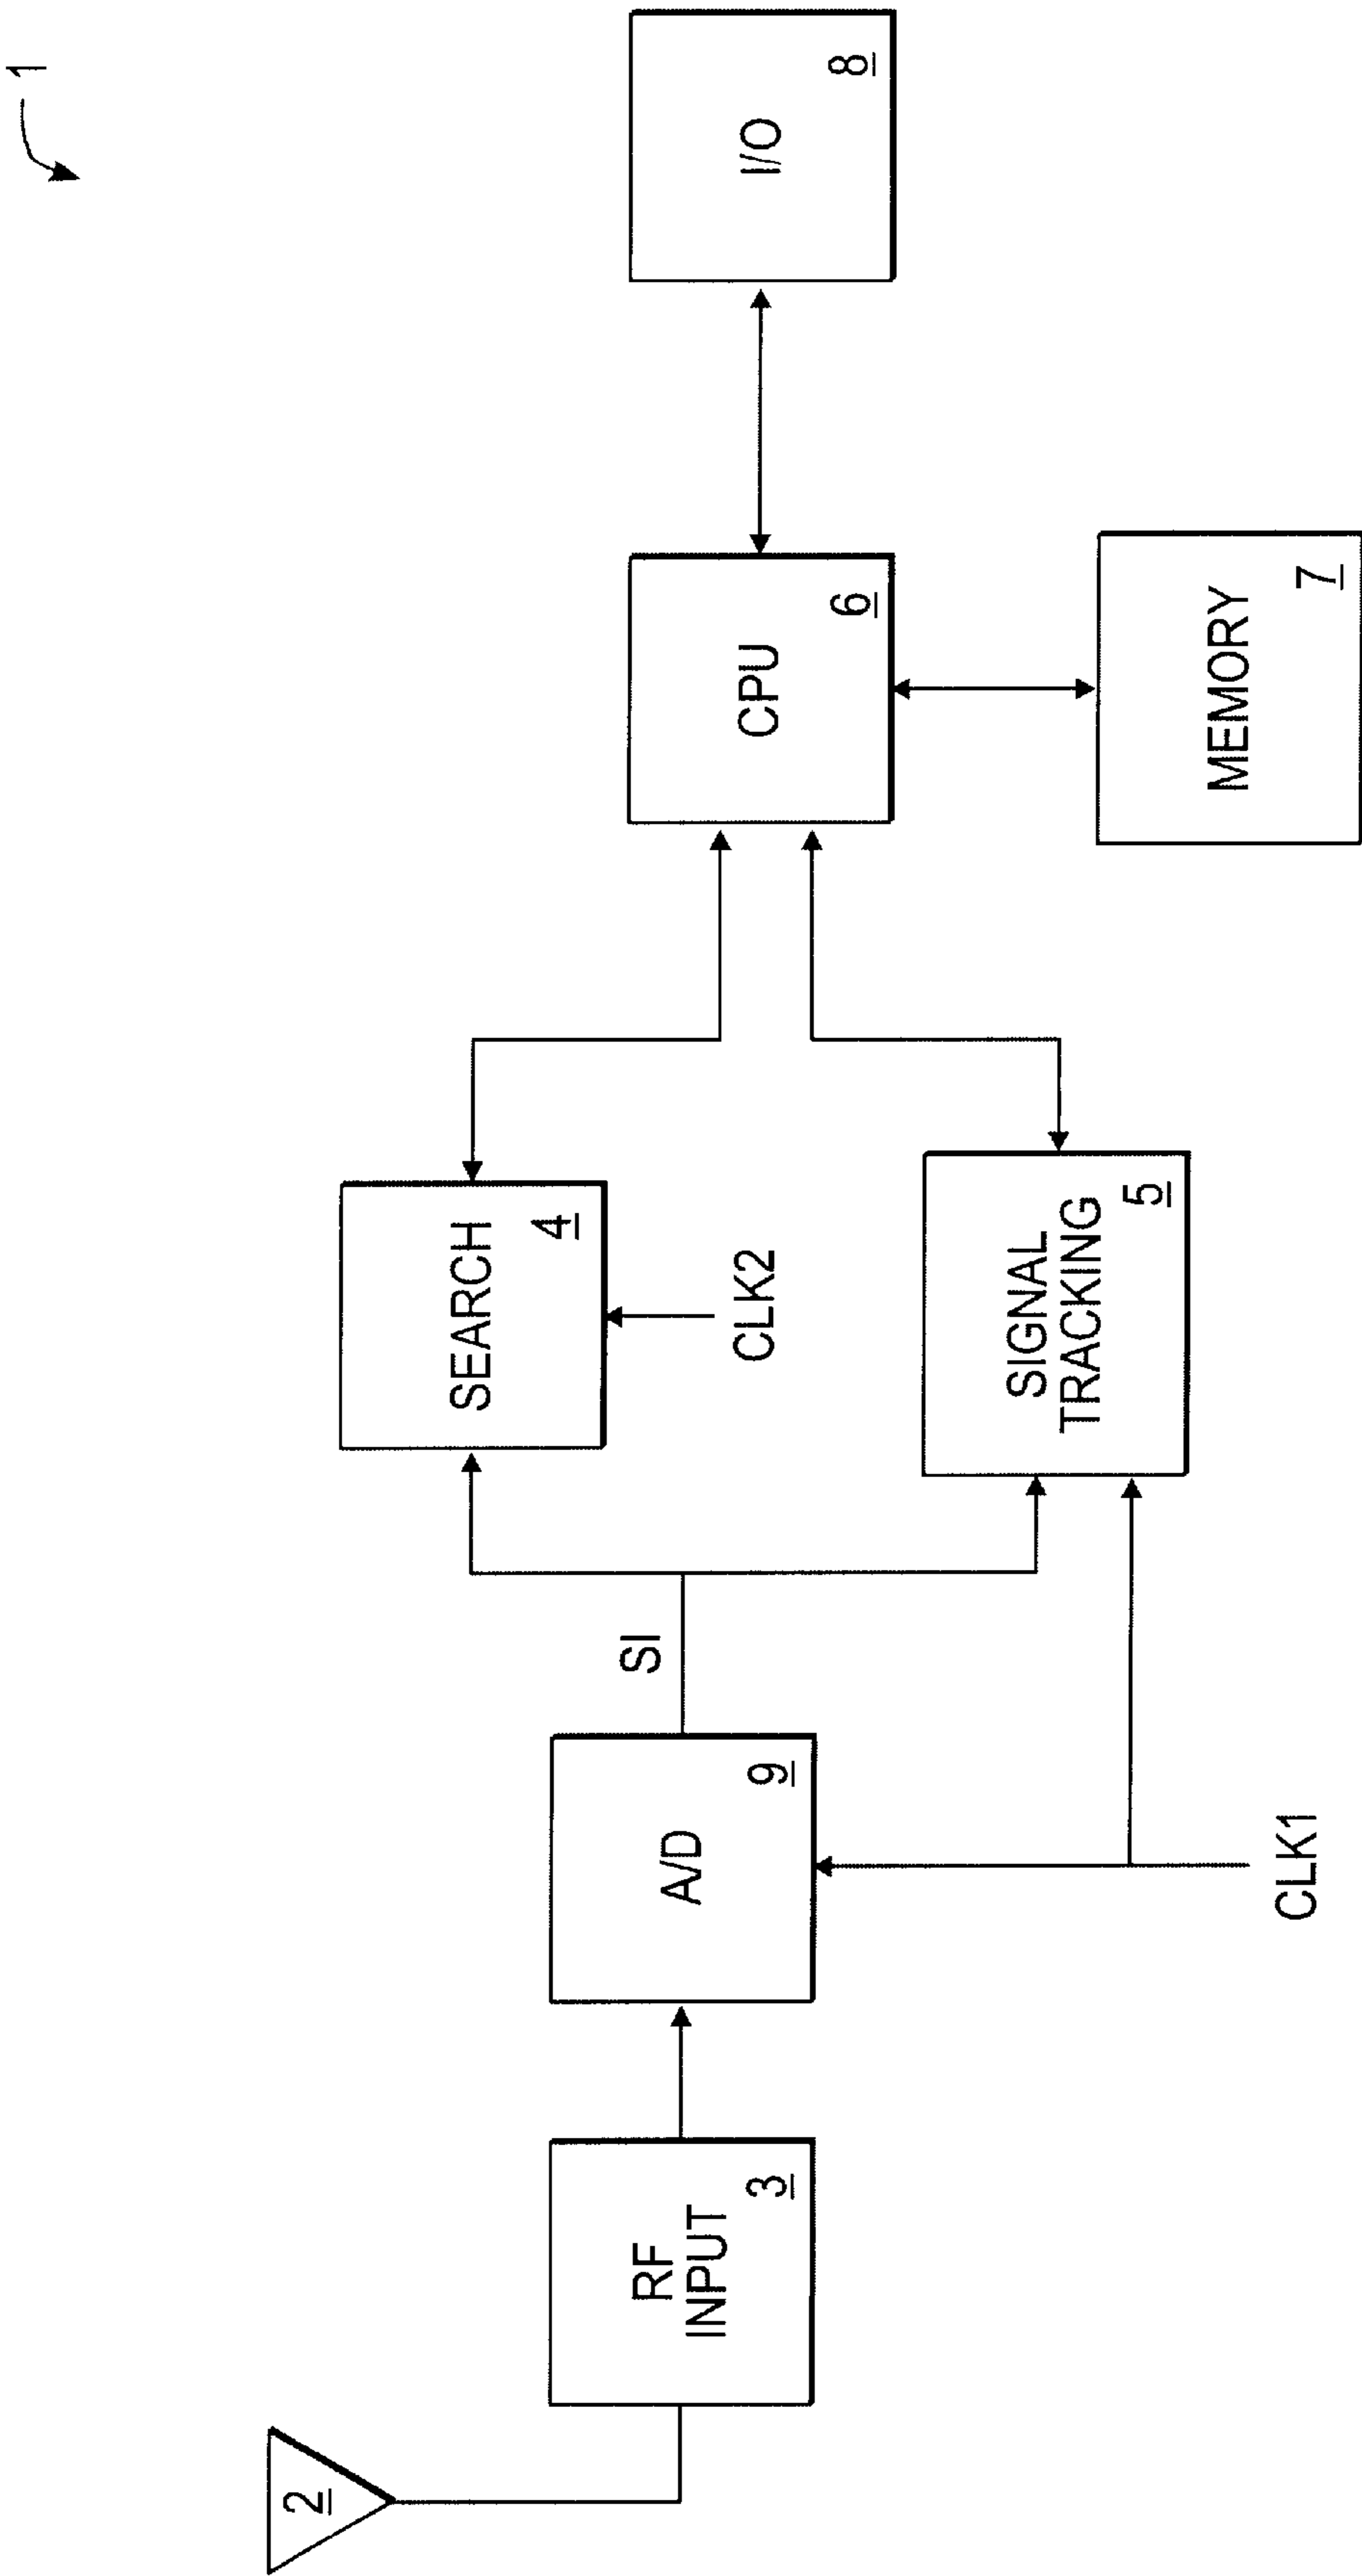 1
2
RF
INPUT
3
A/D
9
SI
CLK1
SEARCH
4
CLK2
SIGNAL
TRACKING
5
CPU
6
MEMORY
7
I/O
8